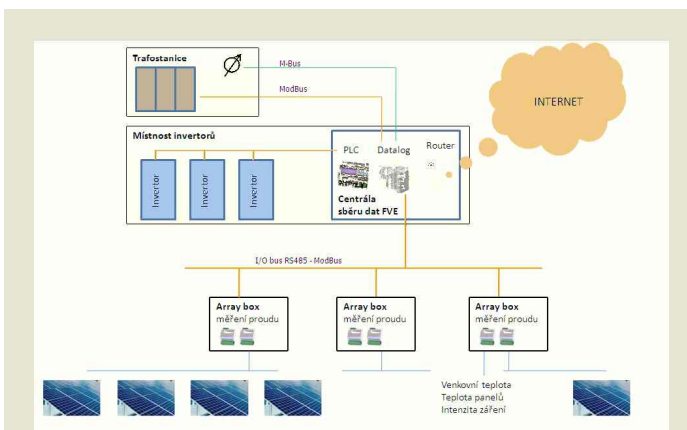 Trafostanice
M-Bus
ModBus
INTERNET
Místnost invertorů
PLC Datalog Router
Invertor Invertor Invertor
Centrála
sběru dat FVE
I/O bus RS485 - ModBus
Array box
měření proudu
Array box
měření proudu
Array box
měření proudu
Venkovní teplota
Teplota panelů
Intenzita záření